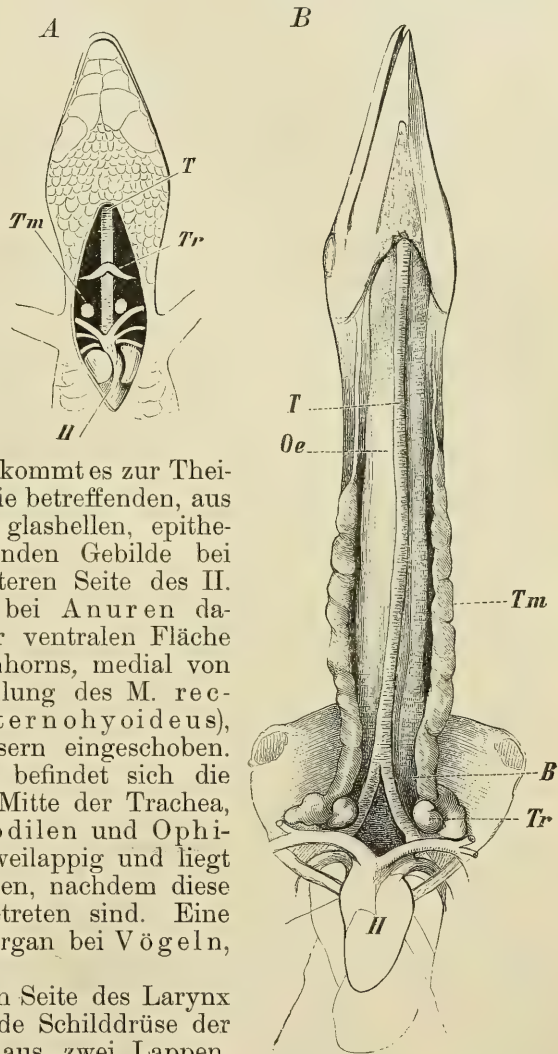 A
B
T
Tm
Tr
H
T
Oe
Tm
B
Tr
H
kommt es zur Thei-
ie betreffenden, aus
glashellen, epithe-
nden Gebilde bei
teren Seite des II.
bei Anuren da-
r ventralen Fläche
nhorns, medial von
lung des M. rec-
ternohyoideus),
sern eingeschoben.
befindet sich die
Mitte der Trachea,
odilen und Ophi-
weilappig und liegt
en, nachdem diese
treten sind. Eine
rgan bei Vögeln,
n Seite des Larynx
de Schilddrüse der
aus zwei Lappen,